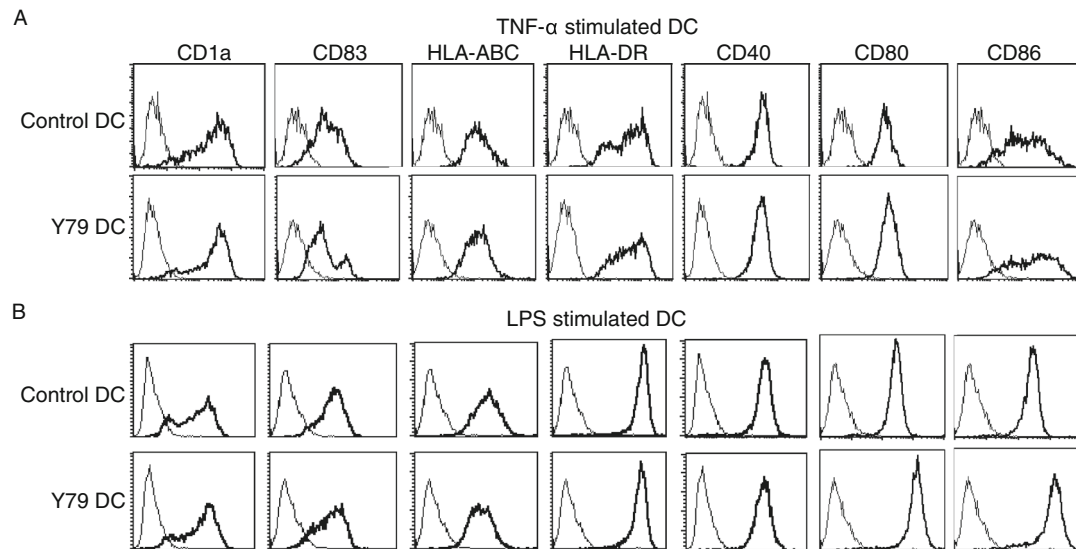 A
TNF-α stimulated DC
CD1a CD83 HLA-ABC HLA-DR CD40 CD80 CD86
Control DC
Y79 DC
B
LPS stimulated DC
Control DC
Y79 DC